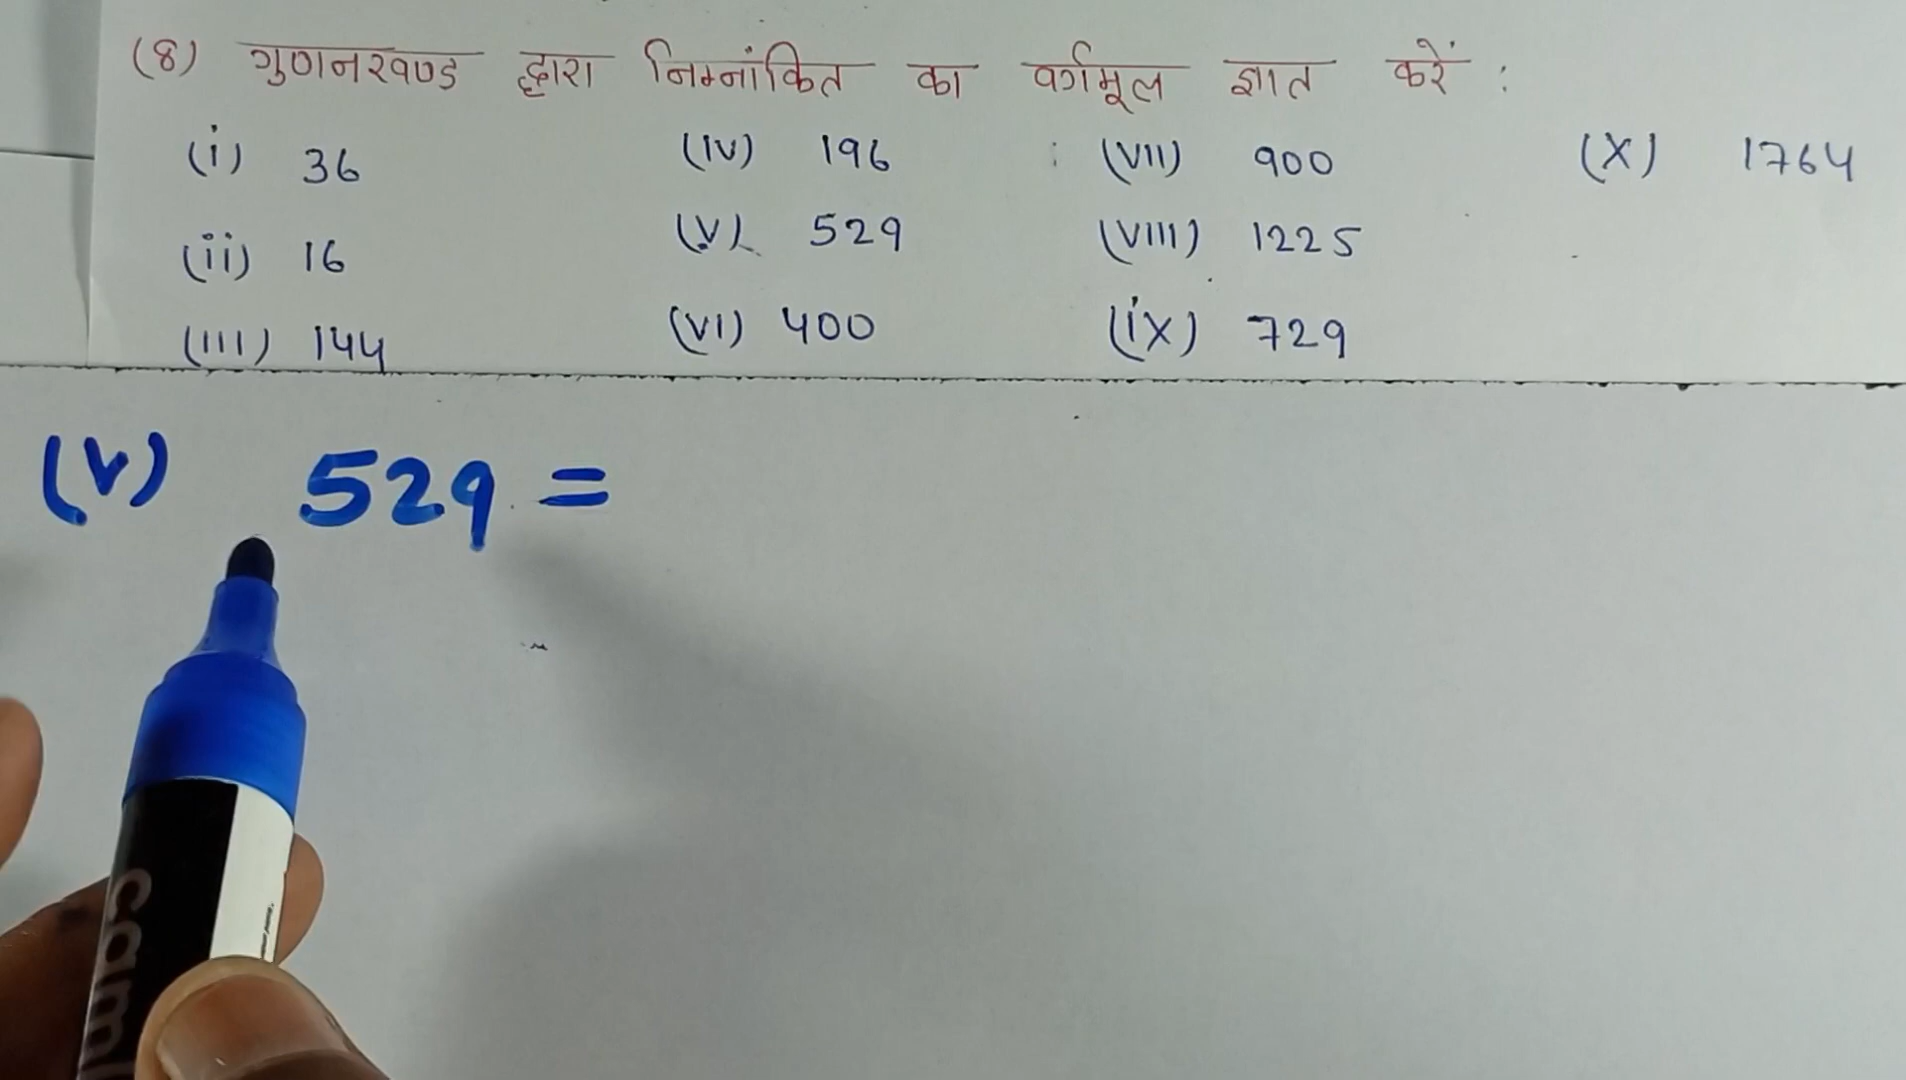 (8) गुणनखण्ड द्वारा निम्नांकित का वर्गमूल ज्ञात करें :
(i) 36 (IV) 196 (VII) 900 (X) 1764
(ii) 16 (V) 529 (VIII) 1225
(III) 144 (VI) 400 (ix) 729
(v) 529 =